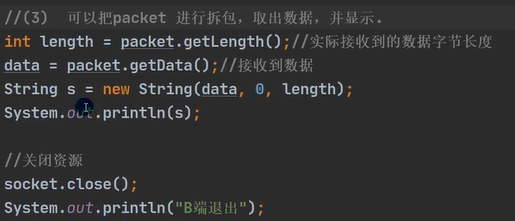 //(3) 可以把packet 进行拆包，取出数据，并显示.
int length = packet.getLength();//实际接收到的数据字节长度
data = packet.getData();//接收到数据
String s = new String(data, 0, length);
System.out.println(s);
//关闭资源
socket.close();
System.out.println("B端退出");